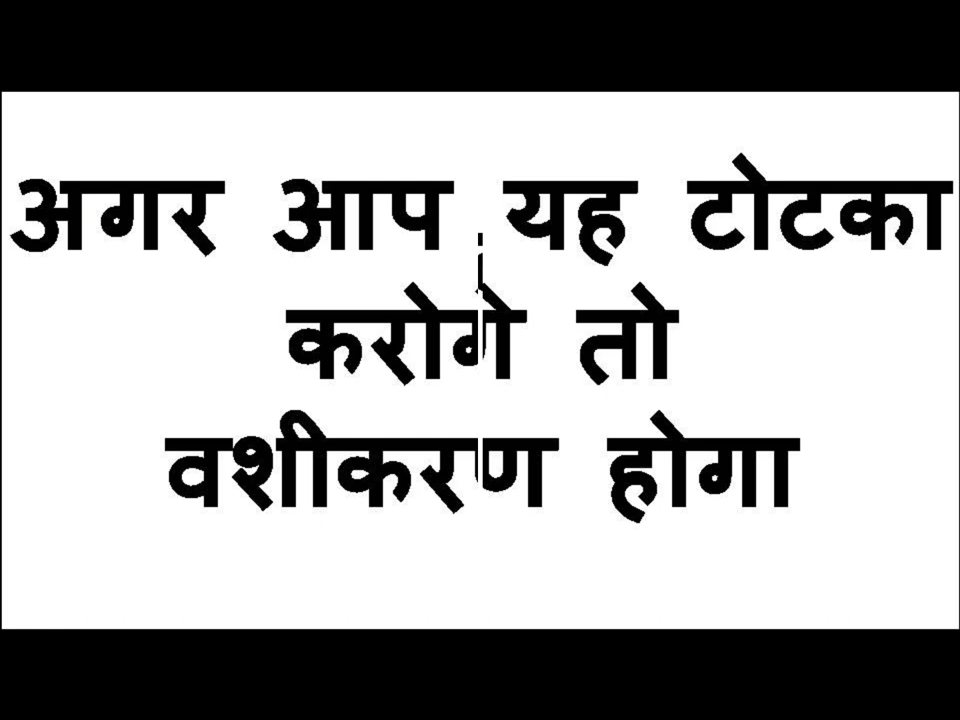 अगर आप यह टोटका
करोगे तो
वशीकरण होगा